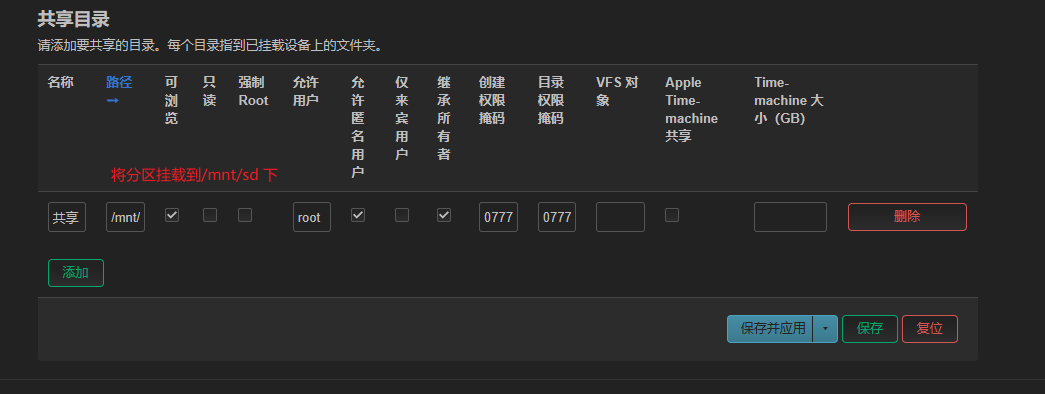 共享目录
请添加要共享的目录。每个目录指到已挂载设备上的文件夹。
名称 路径 可浏览 只读 强制 Root 允许用户 允许匿名用户 仅来宾用户 继承所有者 创建权限掩码 目录权限掩码 VFS 对象 Apple Time-machine 共享 Time-machine 大小（GB）
将分区挂载到/mnt/sd 下
共享 /mnt/ root 0777 0777 删除
添加
保存并应用 保存 复位